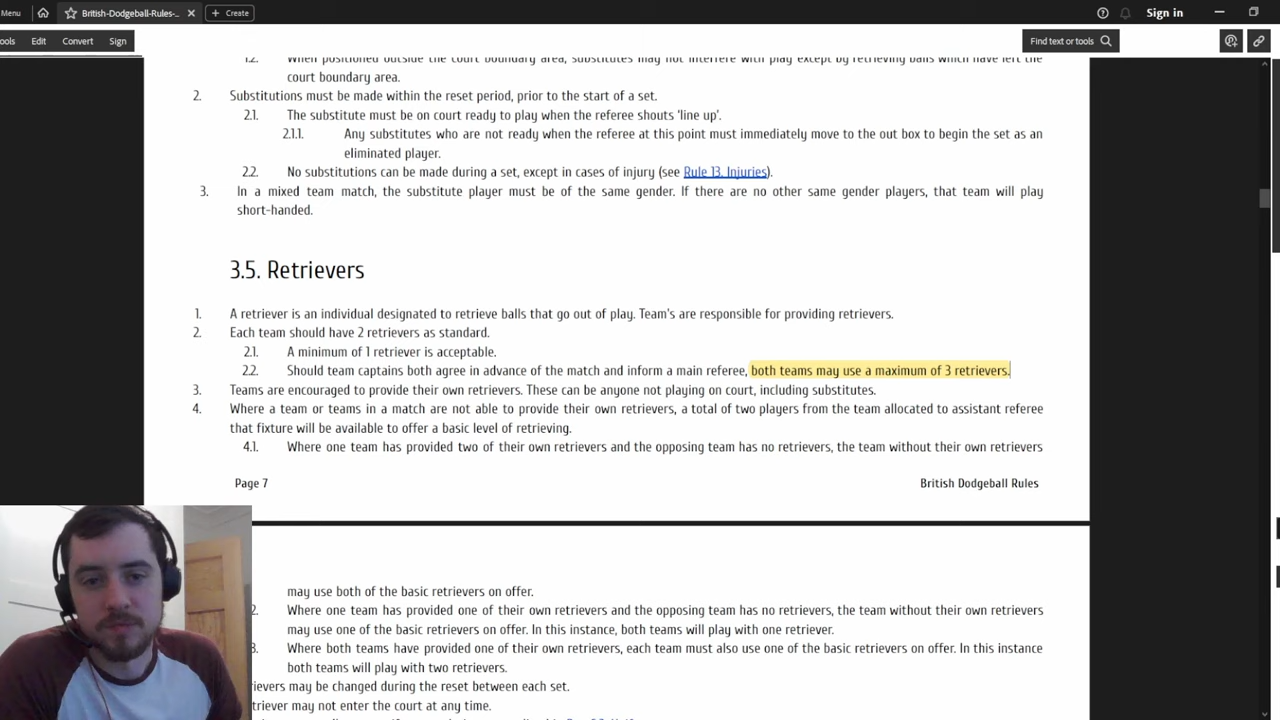 Menu British-Dodgeball-Rules-... Create Sign in
ools Edit Convert Sign Find text or tools
1.2. When positioned outside the court boundary area, substitutes may not interfere with play except by retrieving balls which have left the
court boundary area.
2. Substitutions must be made within the reset period, prior to the start of a set.
2.1. The substitute must be on court ready to play when the referee shouts 'line up'.
2.1.1. Any substitutes who are not ready when the referee at this point must immediately move to the out box to begin the set as an
eliminated player.
2.2. No substitutions can be made during a set, except in cases of injury (see Rule 13. Injuries).
3. In a mixed team match, the substitute player must be of the same gender. If there are no other same gender players, that team will play
short-handed.
3.5. Retrievers
1. A retriever is an individual designated to retrieve balls that go out of play. Team's are responsible for providing retrievers.
2. Each team should have 2 retrievers as standard.
2.1. A minimum of 1 retriever is acceptable.
2.2. Should team captains both agree in advance of the match and inform a main referee, both teams may use a maximum of 3 retrievers.
3. Teams are encouraged to provide their own retrievers. These can be anyone not playing on court, including substitutes.
4. Where a team or teams in a match are not able to provide their own retrievers, a total of two players from the team allocated to assistant referee
that fixture will be available to offer a basic level of retrieving.
4.1. Where one team has provided two of their own retrievers and the opposing team has no retrievers, the team without their own retrievers
Page 7 British Dodgeball Rules
may use both of the basic retrievers on offer.
2. Where one team has provided one of their own retrievers and the opposing team has no retrievers, the team without their own retrievers
may use one of the basic retrievers on offer. In this instance, both teams will play with one retriever.
3. Where both teams have provided one of their own retrievers, each team must also use one of the basic retrievers on offer. In this instance
both teams will play with two retrievers.
rievers may be changed during the reset between each set.
triever may not enter the court at any time.